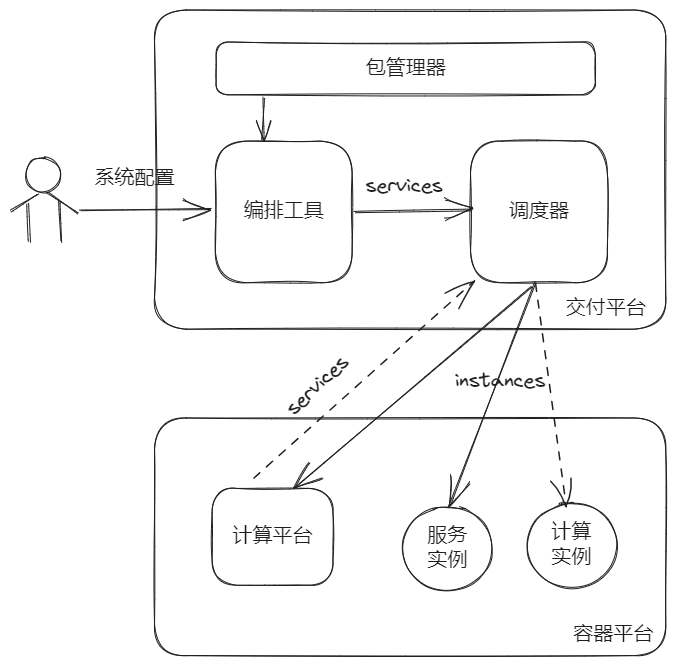 包管理器
系统配置
编排工具
services
调度器
交付平台
services
instances
计算平台
服务
实例
计算
实例
容器平台